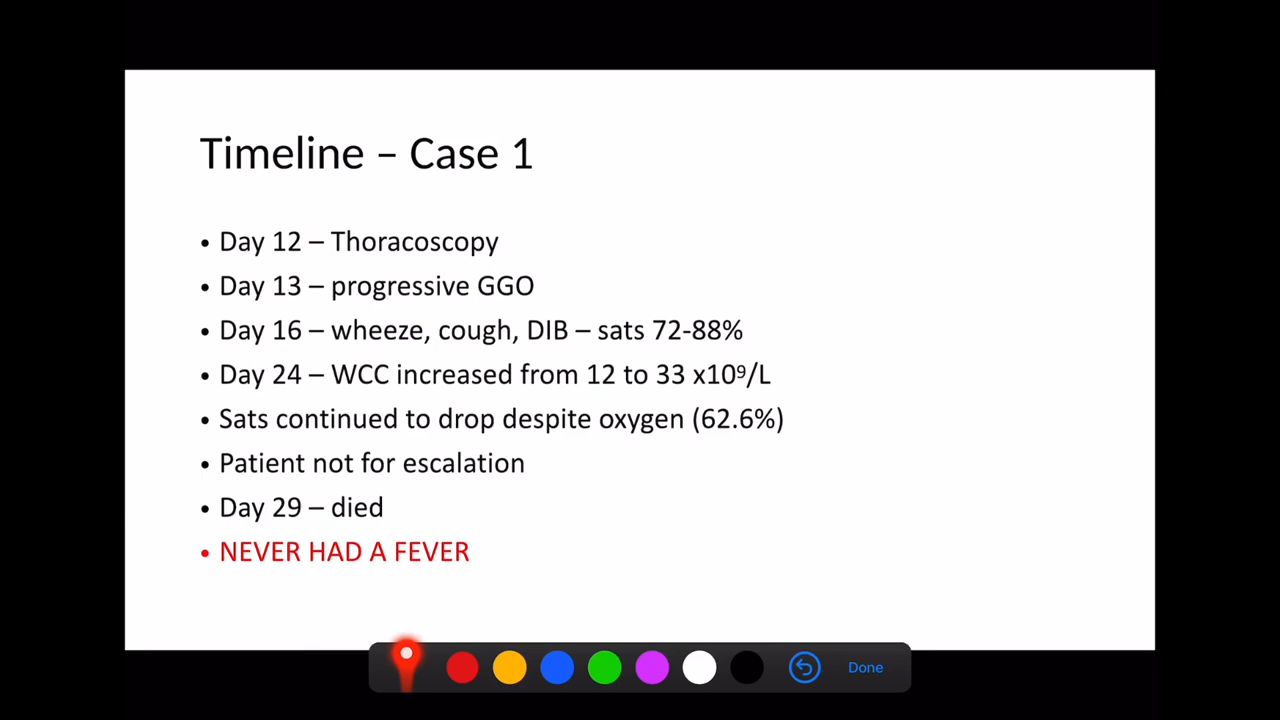 Timeline – Case 1
• Day 12 – Thoracoscopy
• Day 13 – progressive GGO
• Day 16 – wheeze, cough, DIB – sats 72-88%
• Day 24 – WCC increased from 12 to 33 x10⁹/L
• Sats continued to drop despite oxygen (62.6%)
• Patient not for escalation
• Day 29 – died
• NEVER HAD A FEVER
Done